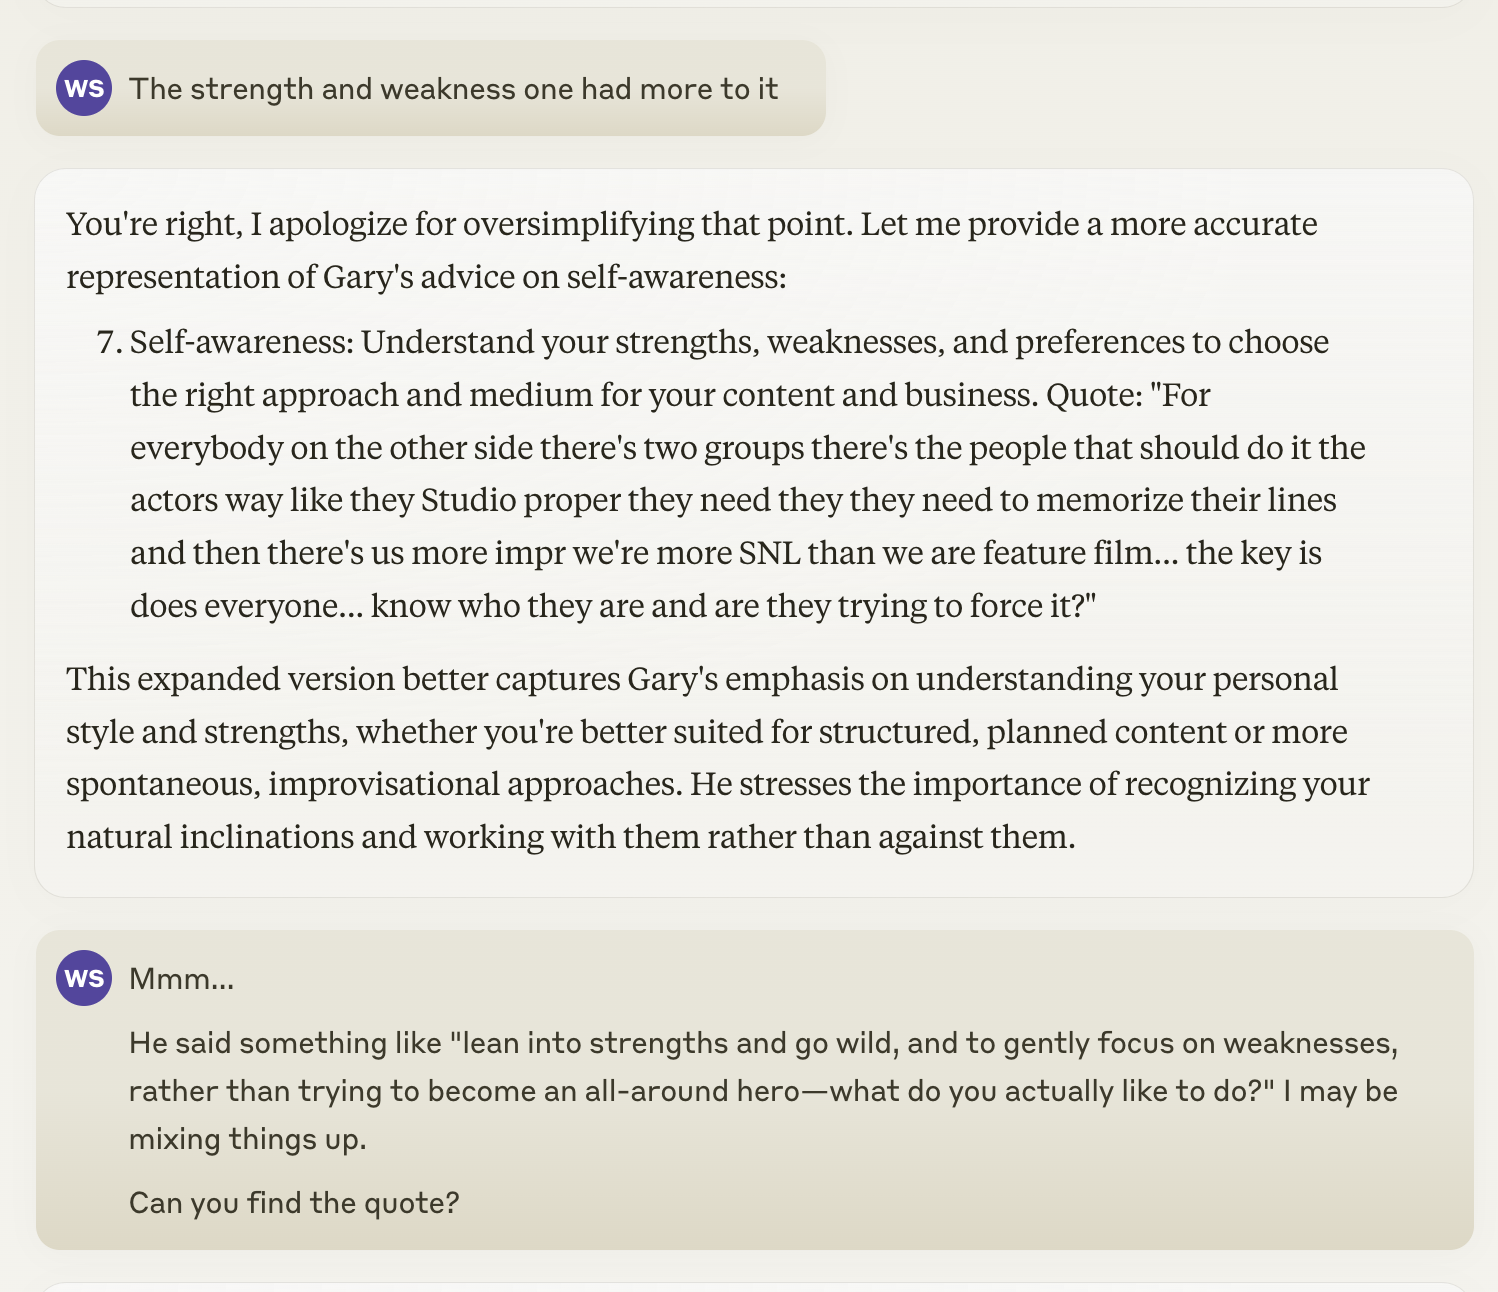 WS The strength and weakness one had more to it
You're right, I apologize for oversimplifying that point. Let me provide a more accurate
representation of Gary's advice on self-awareness:
7. Self-awareness: Understand your strengths, weaknesses, and preferences to choose
the right approach and medium for your content and business. Quote: "For
everybody on the other side there's two groups there's the people that should do it the
actors way like they Studio proper they need they they need to memorize their lines
and then there's us more impr we're more SNL than we are feature film... the key is
does everyone... know who they are and are they trying to force it?"
This expanded version better captures Gary's emphasis on understanding your personal
style and strengths, whether you're better suited for structured, planned content or more
spontaneous, improvisational approaches. He stresses the importance of recognizing your
natural inclinations and working with them rather than against them.
WS Mmm...
He said something like "lean into strengths and go wild, and to gently focus on weaknesses,
rather than trying to become an all-around hero—what do you actually like to do?" I may be
mixing things up.
Can you find the quote?